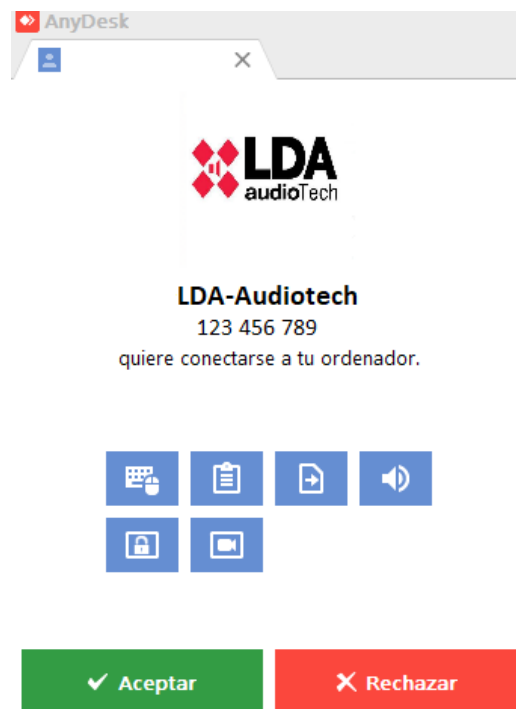 AnyDesk
LDA
audioTech
LDA-Audiotech
123 456 789
quiere conectarse a tu ordenador.
Aceptar
Rechazar